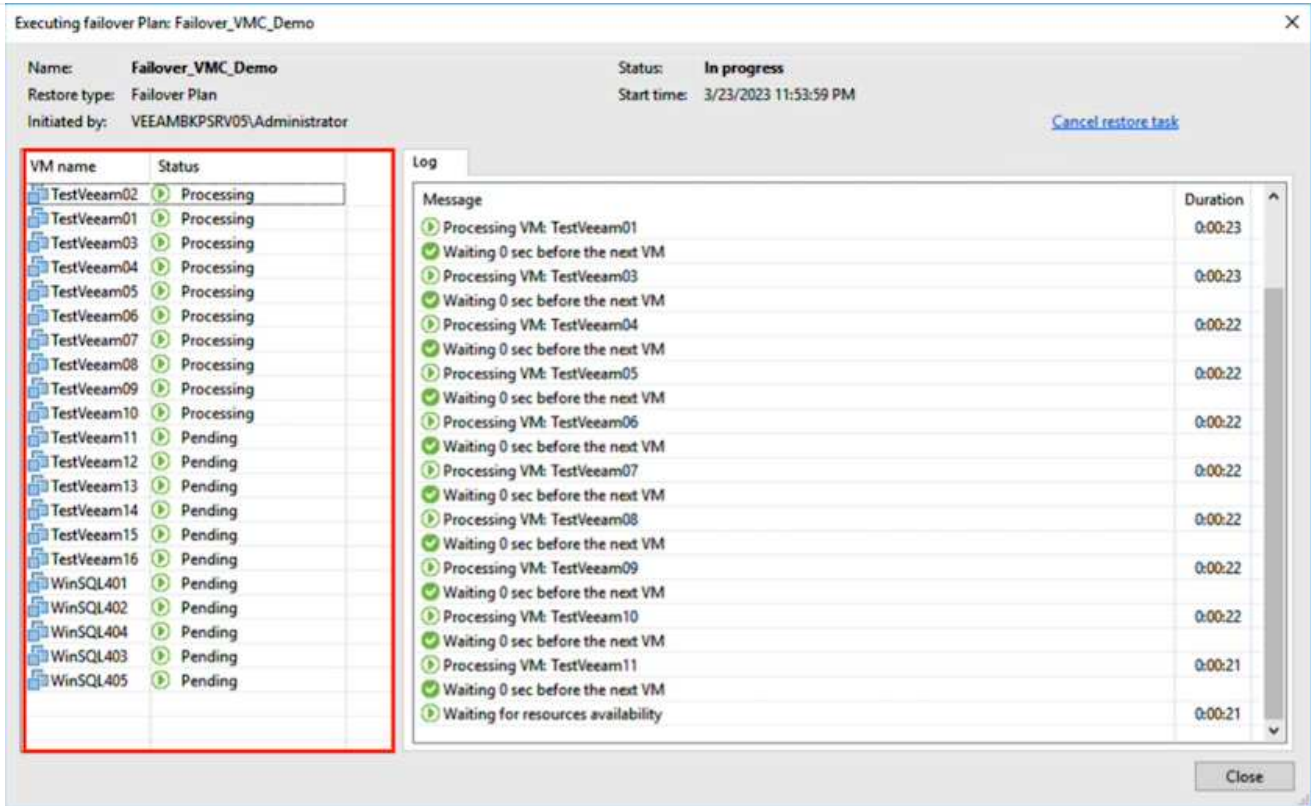 Executing failover Plan: Failover_VMC_Demo
Name: Failover_VMC_Demo Status: In progress
Restore type: Failover Plan Start time: 3/23/2023 11:53:59 PM
Initiated by: VEEAMBKPSRV05\Administrator Cancel restore task
VM name Status
TestVeeam02 Processing
TestVeeam01 Processing
TestVeeam03 Processing
TestVeeam04 Processing
TestVeeam05 Processing
TestVeeam06 Processing
TestVeeam07 Processing
TestVeeam08 Processing
TestVeeam09 Processing
TestVeeam10 Processing
TestVeeam11 Pending
TestVeeam12 Pending
TestVeeam13 Pending
TestVeeam14 Pending
TestVeeam15 Pending
TestVeeam16 Pending
WinSQL401 Pending
WinSQL402 Pending
WinSQL404 Pending
WinSQL403 Pending
WinSQL405 Pending
Log
Message Duration
Processing VM: TestVeeam01 0:00:23
Waiting 0 sec before the next VM
Processing VM: TestVeeam03 0:00:23
Waiting 0 sec before the next VM
Processing VM: TestVeeam04 0:00:22
Waiting 0 sec before the next VM
Processing VM: TestVeeam05 0:00:22
Waiting 0 sec before the next VM
Processing VM: TestVeeam06 0:00:22
Waiting 0 sec before the next VM
Processing VM: TestVeeam07 0:00:22
Waiting 0 sec before the next VM
Processing VM: TestVeeam08 0:00:22
Waiting 0 sec before the next VM
Processing VM: TestVeeam09 0:00:22
Waiting 0 sec before the next VM
Processing VM: TestVeeam10 0:00:22
Waiting 0 sec before the next VM
Processing VM: TestVeeam11 0:00:21
Waiting 0 sec before the next VM
Waiting for resources availability 0:00:21
Close